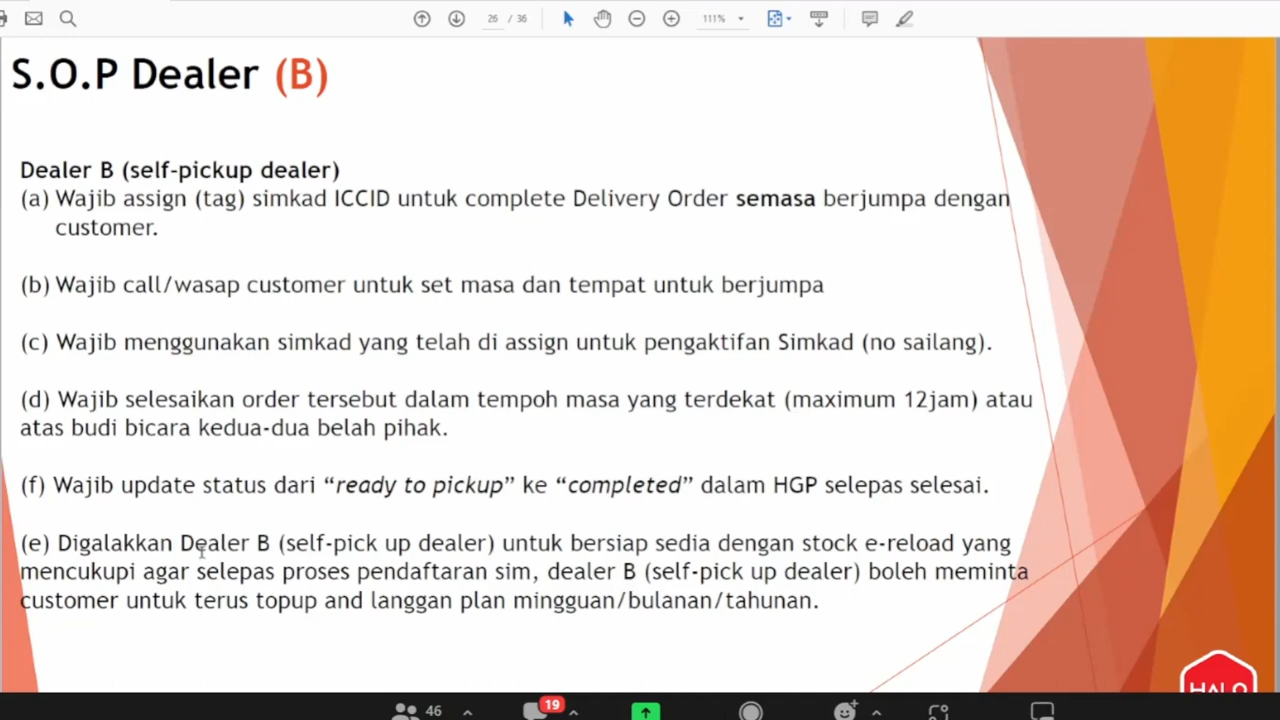 26 / 36
111%
S.O.P Dealer (B)
Dealer B (self-pickup dealer)
(a) Wajib assign (tag) simkad ICCID untuk complete Delivery Order semasa berjumpa dengan
customer.
(b) Wajib call/wasap customer untuk set masa dan tempat untuk berjumpa
(c) Wajib menggunakan simkad yang telah di assign untuk pengaktifan Simkad (no sailang).
(d) Wajib selesaikan order tersebut dalam tempoh masa yang terdekat (maximum 12jam) atau
atas budi bicara kedua-dua belah pihak.
(f) Wajib update status dari “ready to pickup” ke “completed” dalam HGP selepas selesai.
(e) Digalakkan Dealer B (self-pick up dealer) untuk bersiap sedia dengan stock e-reload yang
mencukupi agar selepas proses pendaftaran sim, dealer B (self-pick up dealer) boleh meminta
customer untuk terus topup and langgan plan mingguan/bulanan/tahunan.
HALO
46
19